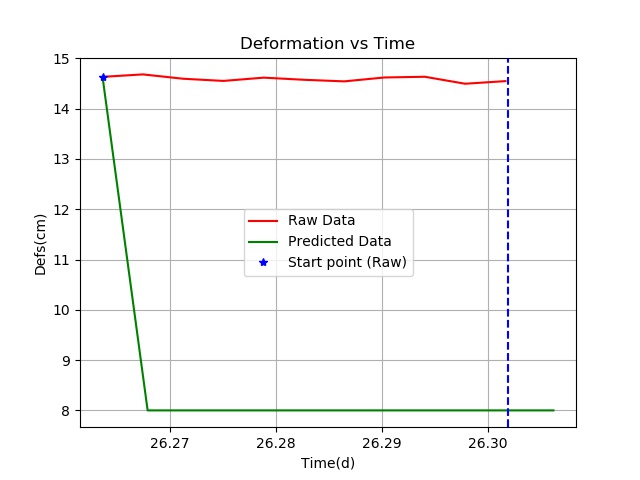 Deformation vs Time
Defs(cm)
15
14
13
12
11
10
9
8
Raw Data
Predicted Data
Start point (Raw)
26.27 26.28 26.29 26.30
Time(d)